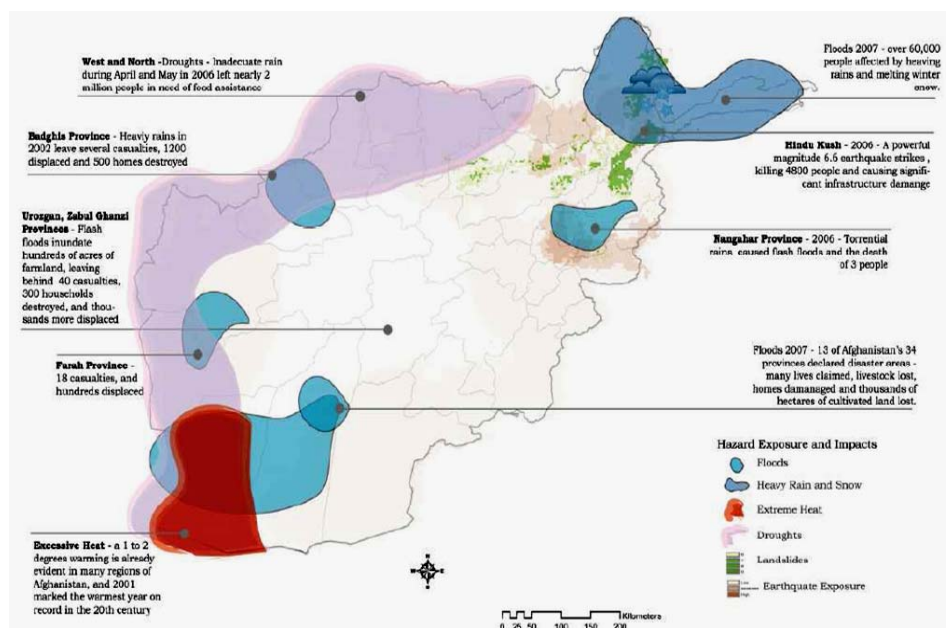 West and North -Droughts - Inadequate rain
during April and May in 2006 left nearly 2
million people in need of food assistance
Badghis Province - Heavly rains in
2002 leave several casualties, 1200
displaced and 500 homes destroyed
Urozgan, Zabul Ghanzi
Provinces - Flash
floods inundate
hundreds of acres of
farmland, leaving
behind 40 casualties,
300 households
destroyed, and thou-
sands more displaced
Farah Province -
18 casualties, and
hundreds displaced
Excessive Heat - a 1 to 2
degrees warming is already
evident in many regions of
Afghanistan, and 2001
marked the warmest year on
record in the 20th century
Floods 2007 - over 60,000
people affected by heaving
rains and melting winter
snow.
Hindu Kush - 2006 - A powerful
magnitude 6.6 earthquake strikes ,
killing 4800 people and causing signifi-
cant infrastructure damange
Nangahar Province - 2006 - Torrential
rains caused flash floods and the death
of 3 people
Floods 2007 - 13 of Afghanistan's 34
provinces declared disaster areas -
many lives claimed, livestock lost,
homes damanaged and thousands of
hectares of cultivated land lost.
Hazard Exposure and Impacts
Floods
Heavy Rain and Snow
Extreme Heat
Droughts
Landslides
Earthquate Exposure
Kilometers
0 25 50 100 150 200